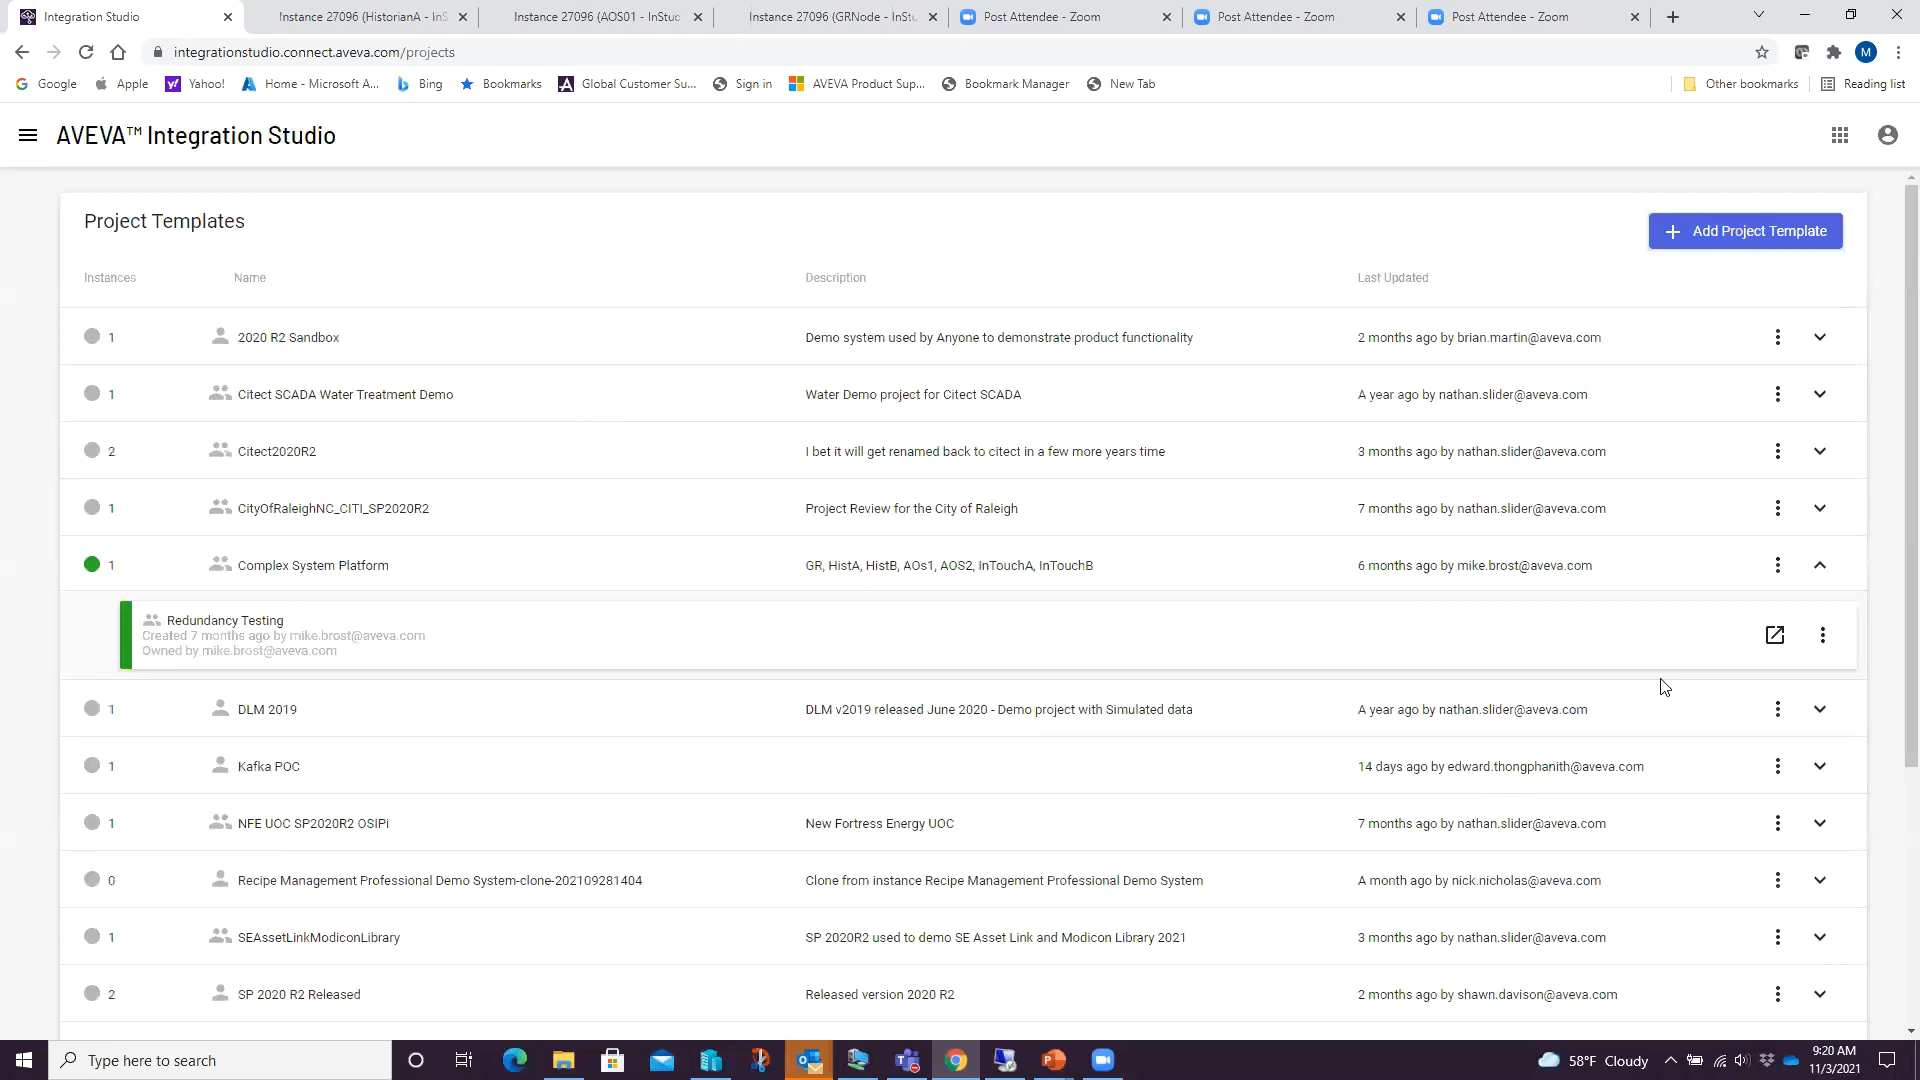 Integration Studio
Instance 27096 (HistorianA - InS
Instance 27096 (AOS01 - InStuc
Instance 27096 (GRNode - InStu
Post Attendee - Zoom
Post Attendee - Zoom
Post Attendee - Zoom
integrationstudio.connect.aveva.com/projects
M
Google
Apple
Yahoo!
Home - Microsoft A...
Bing
Bookmarks
Global Customer Su...
Sign in
AVEVA Product Sup...
Bookmark Manager
New Tab
Other bookmarks
Reading list
AVEVA™ Integration Studio
Project Templates
Add Project Template
Instances Name Description Last Updated
1 2020 R2 Sandbox Demo system used by Anyone to demonstrate product functionality 2 months ago by brian.martin@aveva.com
1 Citect SCADA Water Treatment Demo Water Demo project for Citect SCADA A year ago by nathan.slider@aveva.com
2 Citect2020R2 I bet it will get renamed back to citect in a few more years time 3 months ago by nathan.slider@aveva.com
1 CityOfRaleighNC_CITI_SP2020R2 Project Review for the City of Raleigh 7 months ago by nathan.slider@aveva.com
1 Complex System Platform GR, HistA, HistB, AOs1, AOS2, InTouchA, InTouchB 6 months ago by mike.brost@aveva.com
Redundancy Testing
Created 7 months ago by mike.brost@aveva.com
Owned by mike.brost@aveva.com
1 DLM 2019 DLM v2019 released June 2020 - Demo project with Simulated data A year ago by nathan.slider@aveva.com
1 Kafka POC 14 days ago by edward.thongphanith@aveva.com
1 NFE UOC SP2020R2 OSIPi New Fortress Energy UOC 7 months ago by nathan.slider@aveva.com
0 Recipe Management Professional Demo System-clone-202109281404 Clone from instance Recipe Management Professional Demo System A month ago by nick.nicholas@aveva.com
1 SEAssetLinkModiconLibrary SP 2020R2 used to demo SE Asset Link and Modicon Library 2021 3 months ago by nathan.slider@aveva.com
2 SP 2020 R2 Released Released version 2020 R2 2 months ago by shawn.davison@aveva.com
Type here to search
58°F Cloudy
9:20 AM
11/3/2021